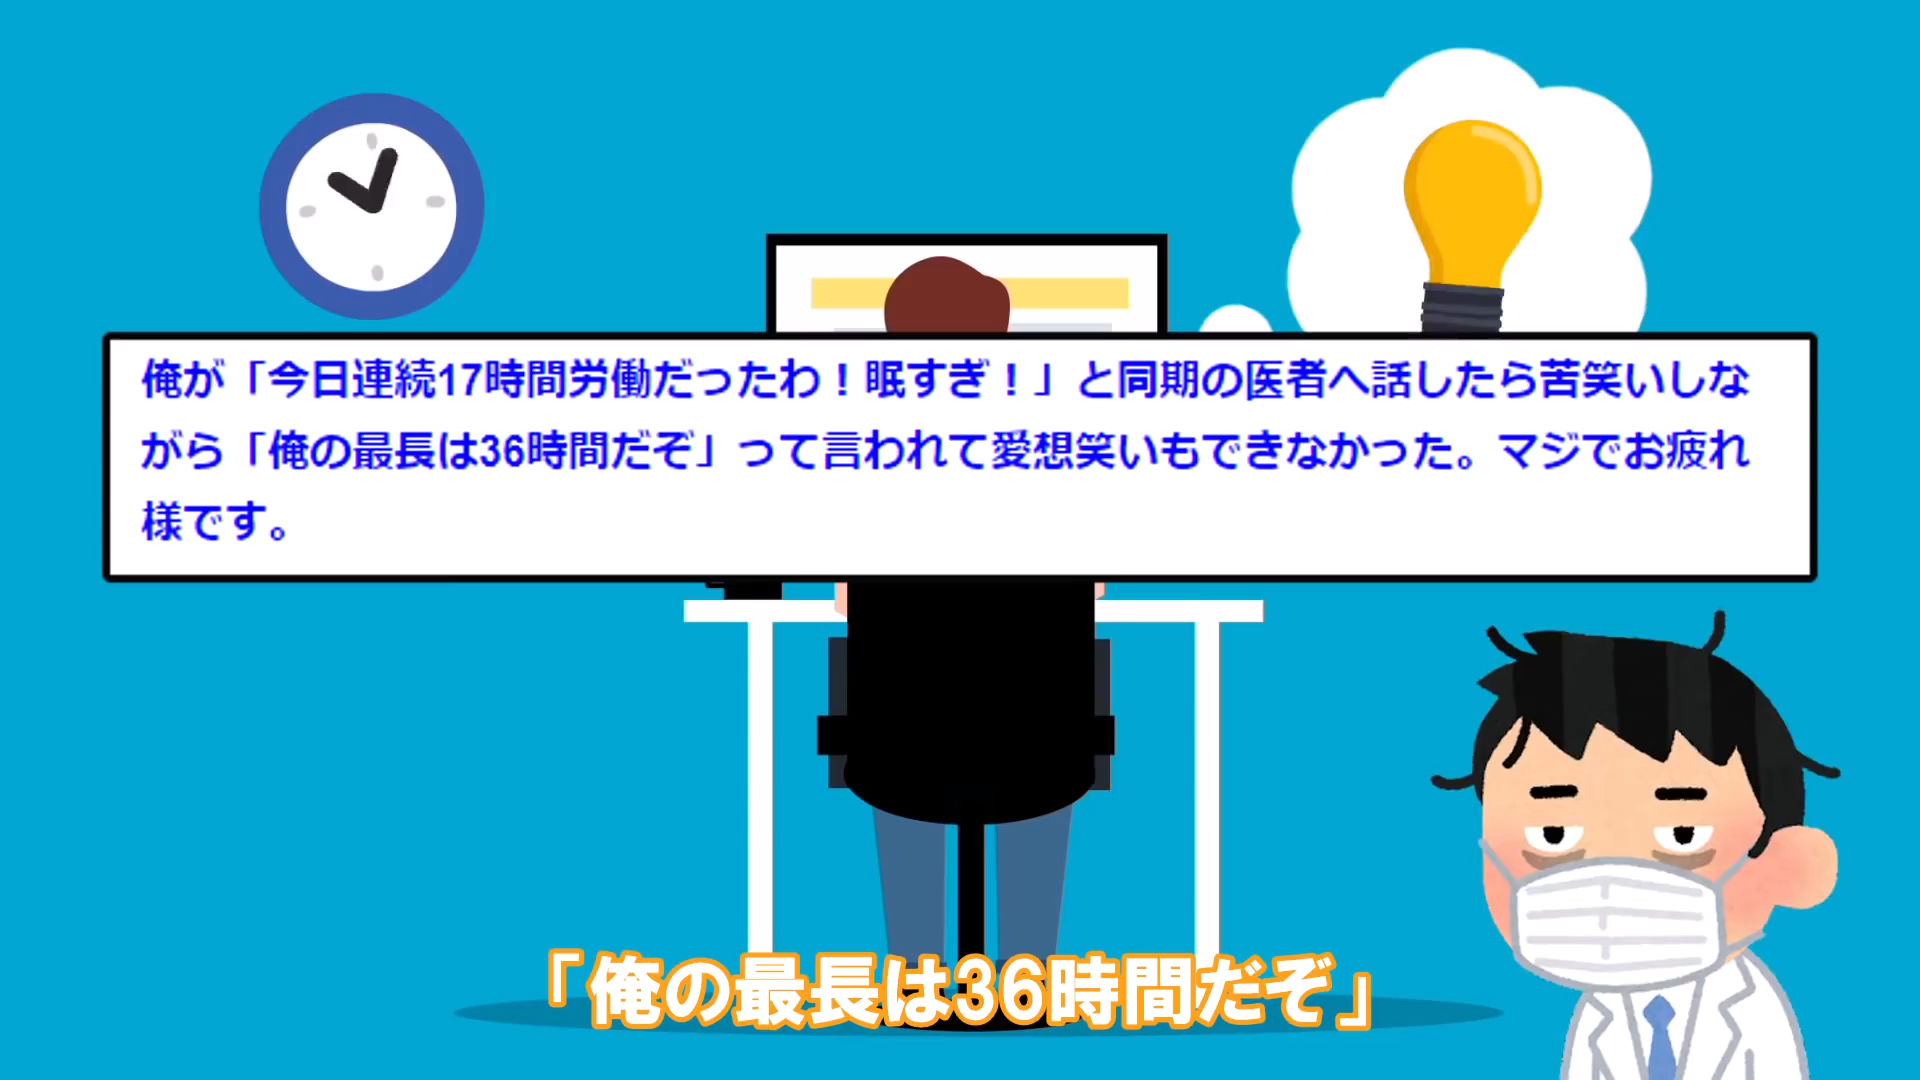 俺が「今日連続17時間労働だったわ！眠すぎ！」と同期の医者へ話したら苦笑いしな
がら「俺の最長は36時間だぞ」って言われて愛想笑いもできなかった。マジでお疲れ
様です。
「俺の最長は36時間だぞ」